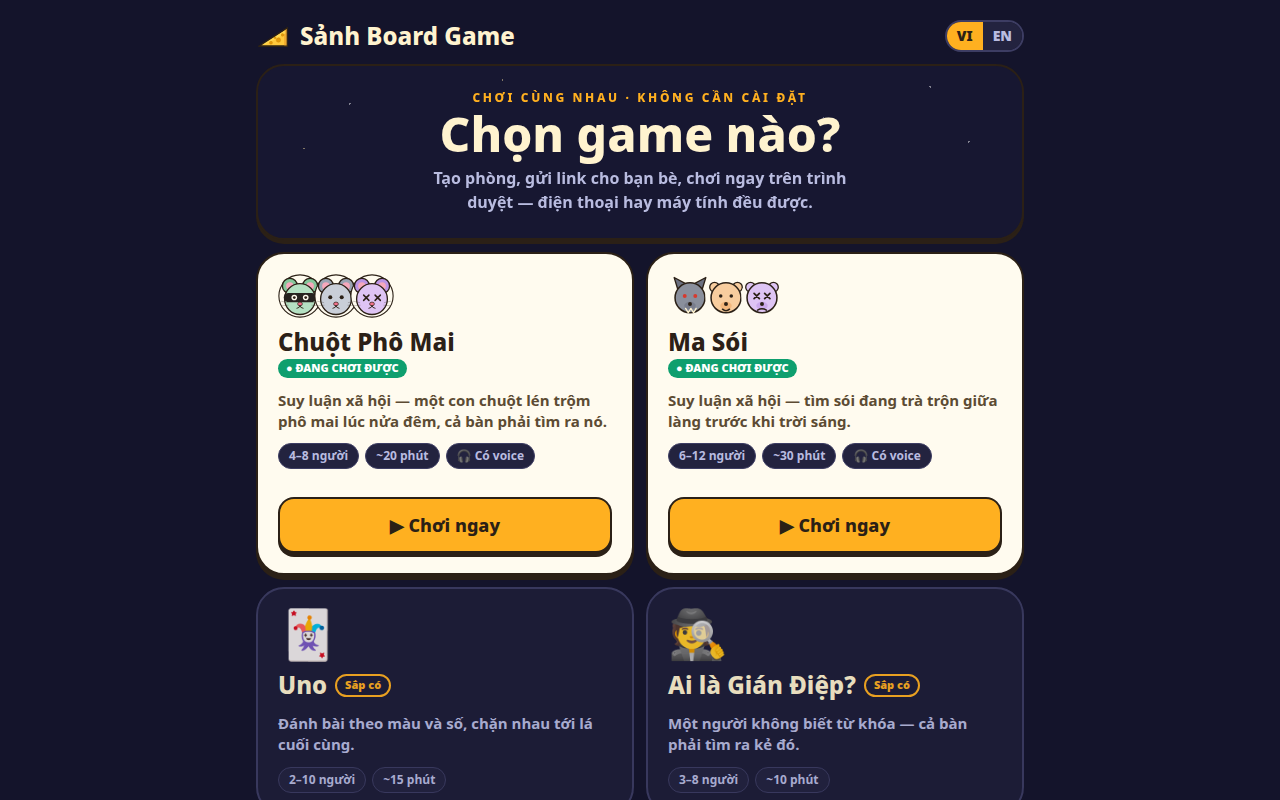 Sảnh Board Game
VI EN
CHƠI CÙNG NHAU · KHÔNG CẦN CÀI ĐẶT
Chọn game nào?
Tạo phòng, gửi link cho bạn bè, chơi ngay trên trình
duyệt — điện thoại hay máy tính đều được.
Chuột Phô Mai
● ĐANG CHƠI ĐƯỢC
Suy luận xã hội — một con chuột lén trộm
phô mai lúc nửa đêm, cả bàn phải tìm ra nó.
4–8 người ~20 phút 🎧 Có voice
▶ Chơi ngay
Ma Sói
● ĐANG CHƠI ĐƯỢC
Suy luận xã hội — tìm sói đang trà trộn giữa
làng trước khi trời sáng.
6–12 người ~30 phút 🎧 Có voice
▶ Chơi ngay
Uno Sắp có
Đánh bài theo màu và số, chặn nhau tới lá
cuối cùng.
2–10 người ~15 phút
Ai là Gián Điệp? Sắp có
Một người không biết từ khóa — cả bàn
phải tìm ra kẻ đó.
3–8 người ~10 phút